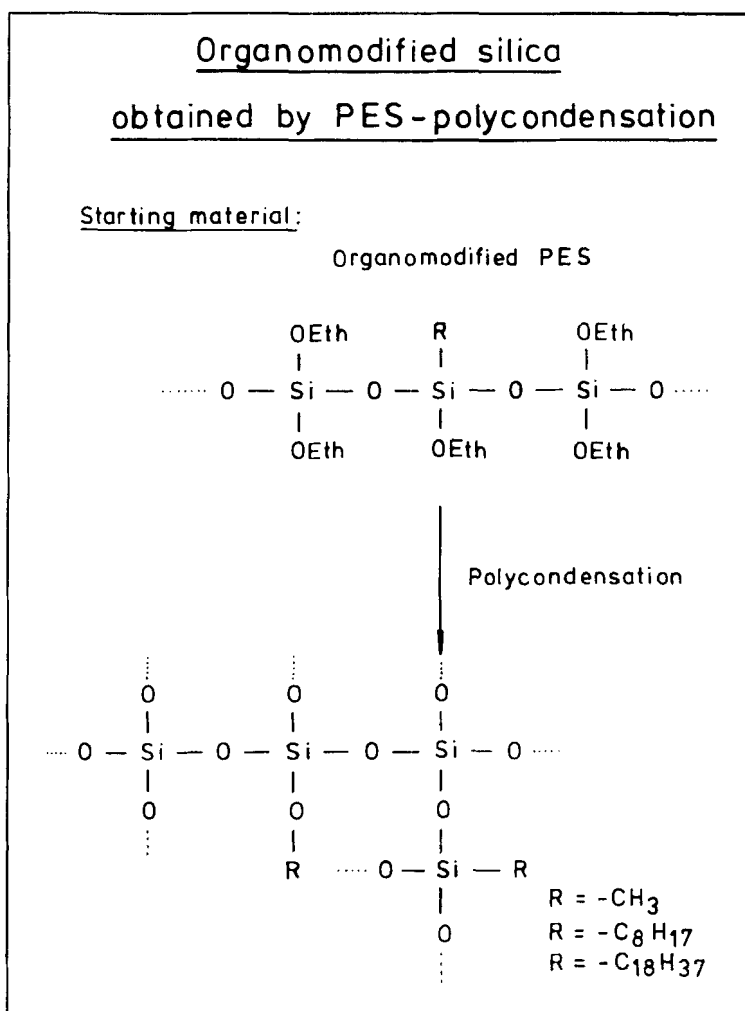 Organomodified silica
obtained by PES-polycondensation
Starting material:
Organomodified PES
OEth R OEth
...... O — Si — O — Si — O — Si — O .....
OEth OEth OEth
Polycondensation
O O O
..... O — Si — O — Si — O — Si — O .....
O O O
R ..... O — Si — R
R = -CH3
O R = -C8H17
R = -C18H37